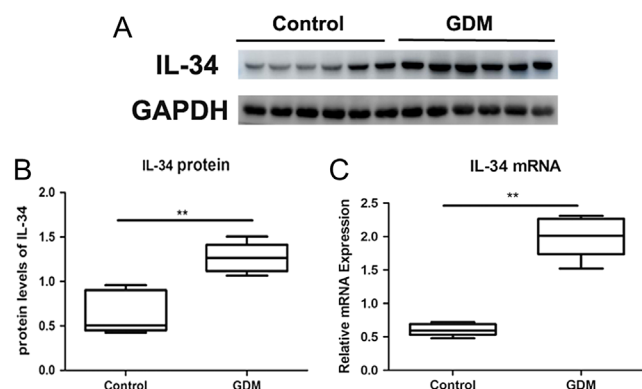 A
Control GDM
IL-34
GAPDH
B
IL-34 protein
protein levels of IL-34
2.0
1.5
1.0
0.5
0.0
**
Control GDM
C
IL-34 mRNA
Relative mRNA Expression
2.5
2.0
1.5
1.0
0.5
0.0
**
Control GDM